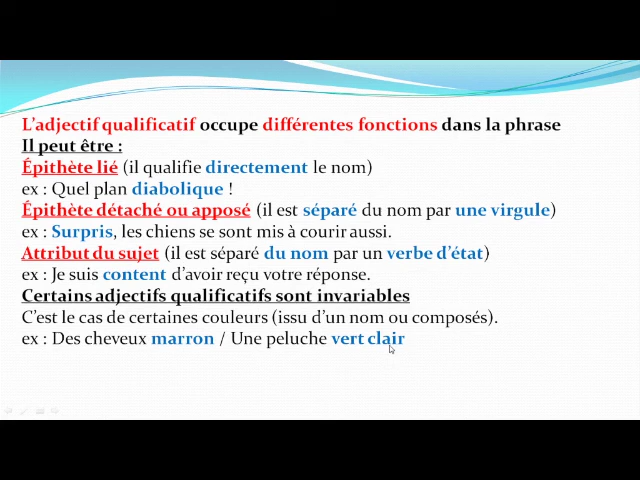 L'adjectif qualificatif occupe différentes fonctions dans la phrase
Il peut être :
Épithète lié (il qualifie directement le nom)
ex : Quel plan diabolique !
Épithète détaché ou apposé (il est séparé du nom par une virgule)
ex : Surpris, les chiens se sont mis à courir aussi.
Attribut du sujet (il est séparé du nom par un verbe d'état)
ex : Je suis content d'avoir reçu votre réponse.
Certains adjectifs qualificatifs sont invariables
C'est le cas de certaines couleurs (issu d'un nom ou composés).
ex : Des cheveux marron / Une peluche vert clair